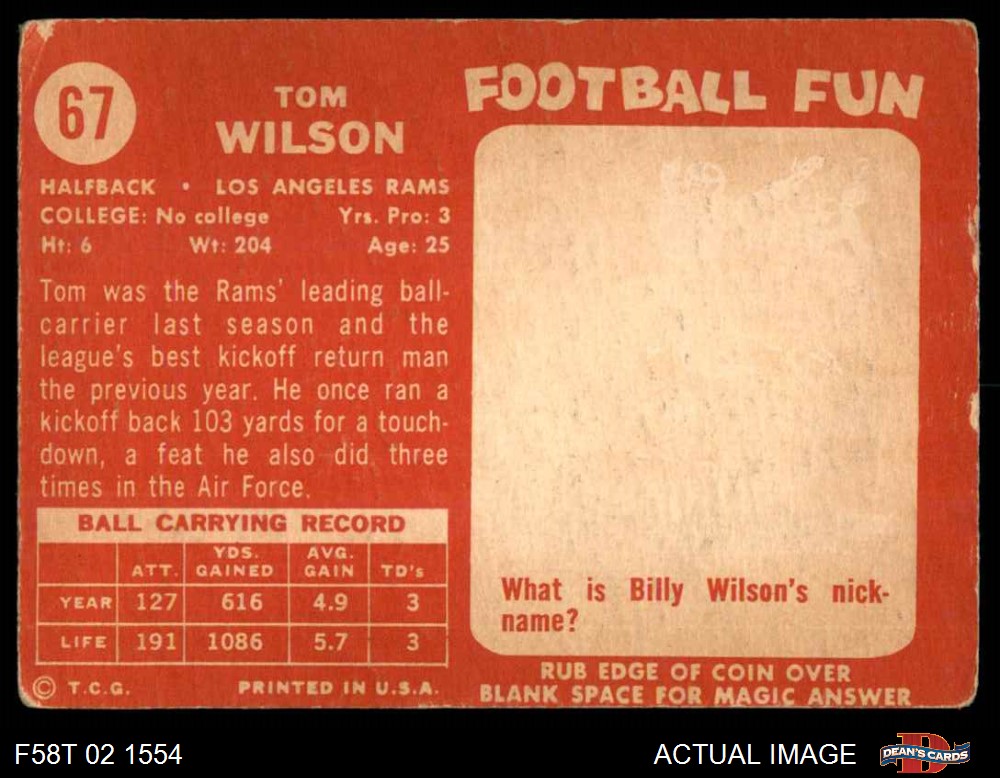 67
TOM
WILSON
HALFBACK • LOS ANGELES RAMS
COLLEGE: No college Yrs. Pro: 3
Ht: 6 Wt: 204 Age: 25
Tom was the Rams' leading ball-
carrier last season and the
league's best kickoff return man
the previous year. He once ran a
kickoff back 103 yards for a touch-
down, a feat he also did three
times in the Air Force.
BALL CARRYING RECORD
ATT. YDS. GAINED AVG. GAIN TD's
YEAR 127 616 4.9 3
LIFE 191 1086 5.7 3
© T.C.G. PRINTED IN U.S.A.
FOOTBALL FUN
What is Billy Wilson's nick-
name?
RUB EDGE OF COIN OVER
BLANK SPACE FOR MAGIC ANSWER
F58T 02 1554 ACTUAL IMAGE DEAN'S CARDS